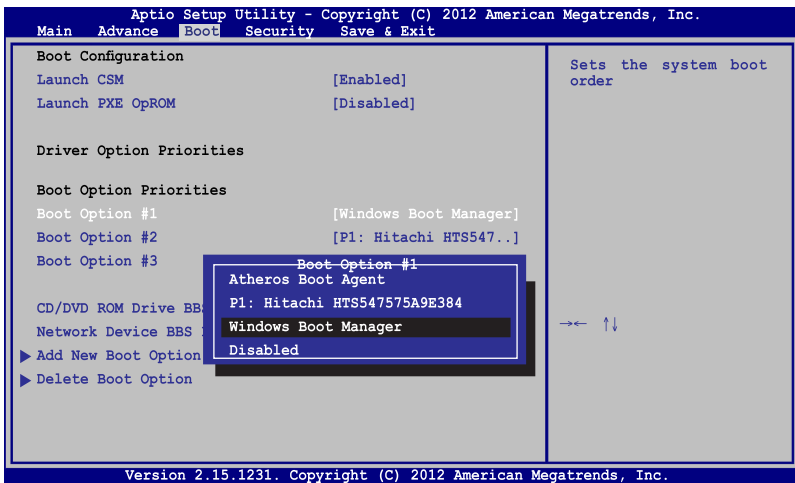 Aptio Setup Utility - Copyright (C) 2012 American Megatrends, Inc.
Main Advance Boot Security Save & Exit
Boot Configuration
Launch CSM [Enabled]
Launch PXE OpROM [Disabled]
Driver Option Priorities
Boot Option Priorities
Boot Option #1 [Windows Boot Manager]
Boot Option #2 [P1: Hitachi HTS547..]
Boot Option #3
CD/DVD ROM Drive BB
Network Device BBS
Add New Boot Option
Delete Boot Option
Boot Option #1
Atheros Boot Agent
P1: Hitachi HTS547575A9E384
Windows Boot Manager
Disabled
Sets the system boot
order
→← ↑↓
Version 2.15.1231. Copyright (C) 2012 American Megatrends, Inc.